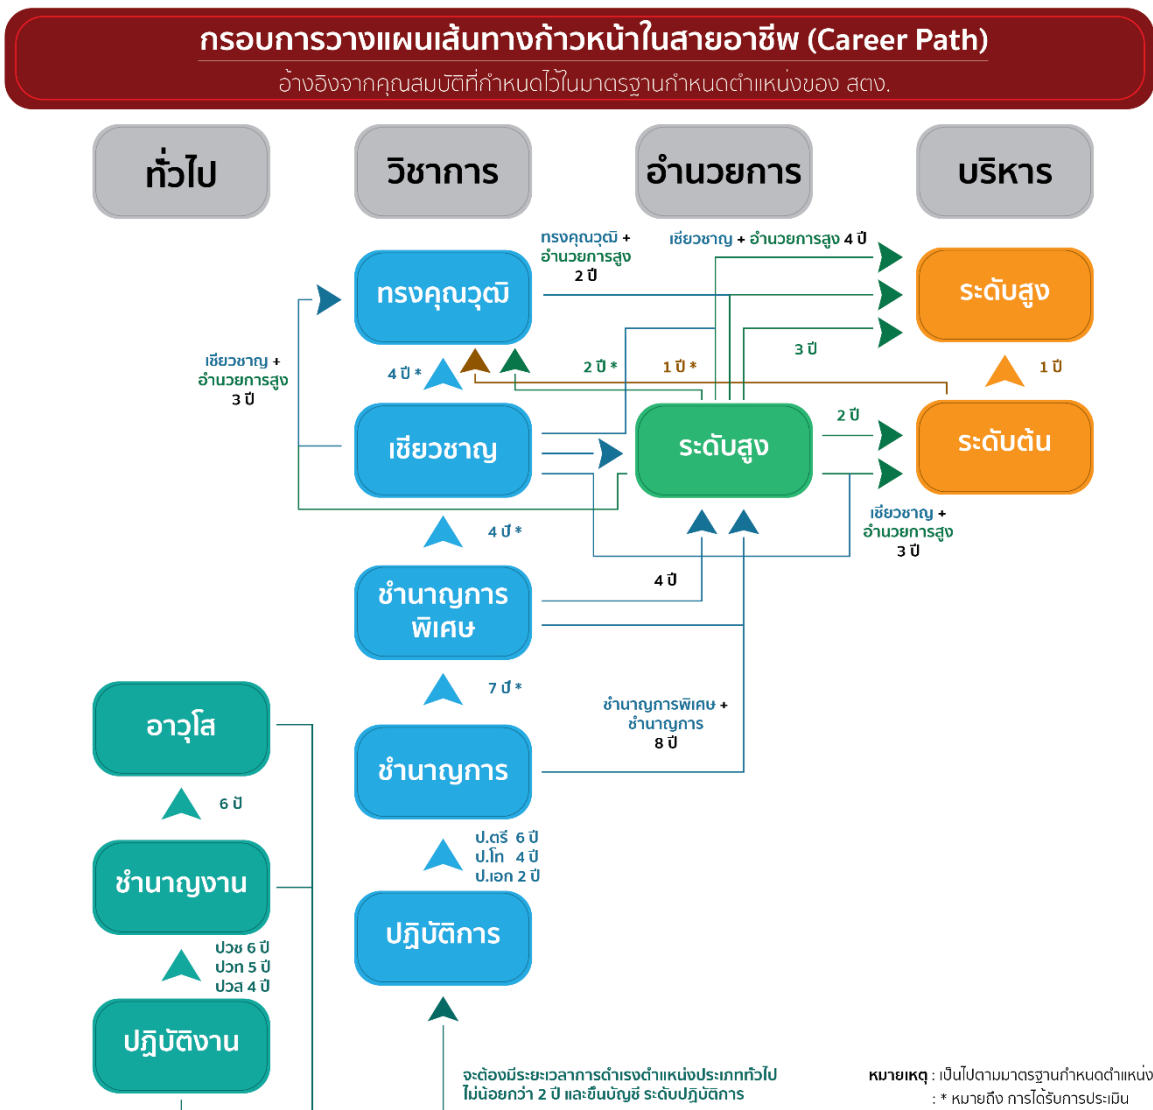 กรอบการวางแผนเส้นทางก้าวหน้าในสายอาชีพ (Career Path)
อ้างอิงจากคุณสมบัติที่กำหนดไว้ในมาตรฐานกำหนดตำแหน่งของ สตง.
ทั่วไป
วิชาการ
อำนวยการ
บริหาร
ทรงคุณวุฒิ +
อำนวยการสูง
2 ปี
เชี่ยวชาญ + อำนวยการสูง 4 ปี
ทรงคุณวุฒิ
ระดับสูง
เชี่ยวชาญ +
อำนวยการสูง
3 ปี
4 ปี *
2 ปี *
1 ปี *
3 ปี
1 ปี
เชี่ยวชาญ
ระดับสูง
2 ปี
ระดับต้น
เชี่ยวชาญ +
อำนวยการสูง
3 ปี
4 ปี *
4 ปี
ชำนาญการ
พิเศษ
7 ปี *
ชำนาญการพิเศษ +
ชำนาญการ
8 ปี
อาวุโส
ชำนาญการ
6 ปี
ป.ตรี 6 ปี
ป.โท 4 ปี
ป.เอก 2 ปี
ชำนาญงาน
ปฏิบัติการ
ปวช 6 ปี
ปวท 5 ปี
ปวส 4 ปี
ปฏิบัติงาน
จะต้องมีระยะเวลาการดำเรงตำแหน่งประเภททั่วไป
ไม่น้อยกว่า 2 ปี และขึ้นบัญชี ระดับปฏิบัติการ
หมายเหตุ : เป็นไปตามมาตรฐานกำหนดตำแหน่ง
: * หมายถึง การได้รับการประเมิน